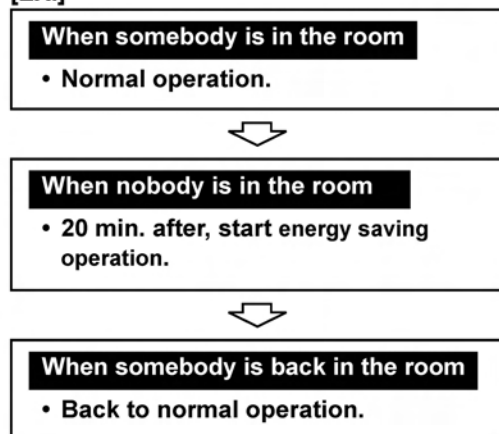 When somebody is in the room
• Normal operation.
When nobody is in the room
• 20 min. after, start energy saving
operation.
When somebody is back in the room
• Back to normal operation.